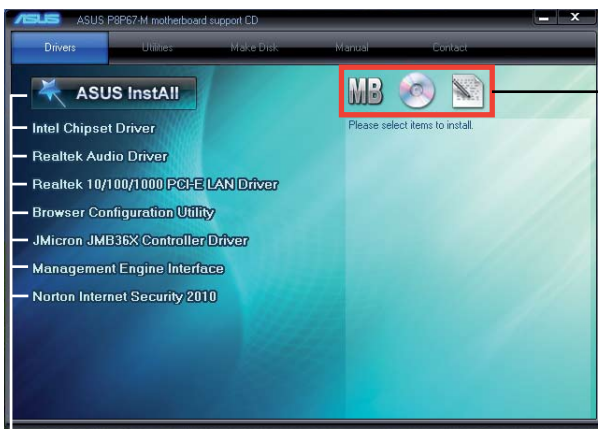 ASUS ASUS P8P67-M motherboard support CD
Drivers Utilities Make Disk Manual Contact
ASUS InstAll
MB
Please select items to install.
Intel Chipset Driver
Realtek Audio Driver
Realtek 10/100/1000 PCI-E LAN Driver
Browser Configuration Utility
JMicron JMB36X Controller Driver
Management Engine Interface
Norton Internet Security 2010